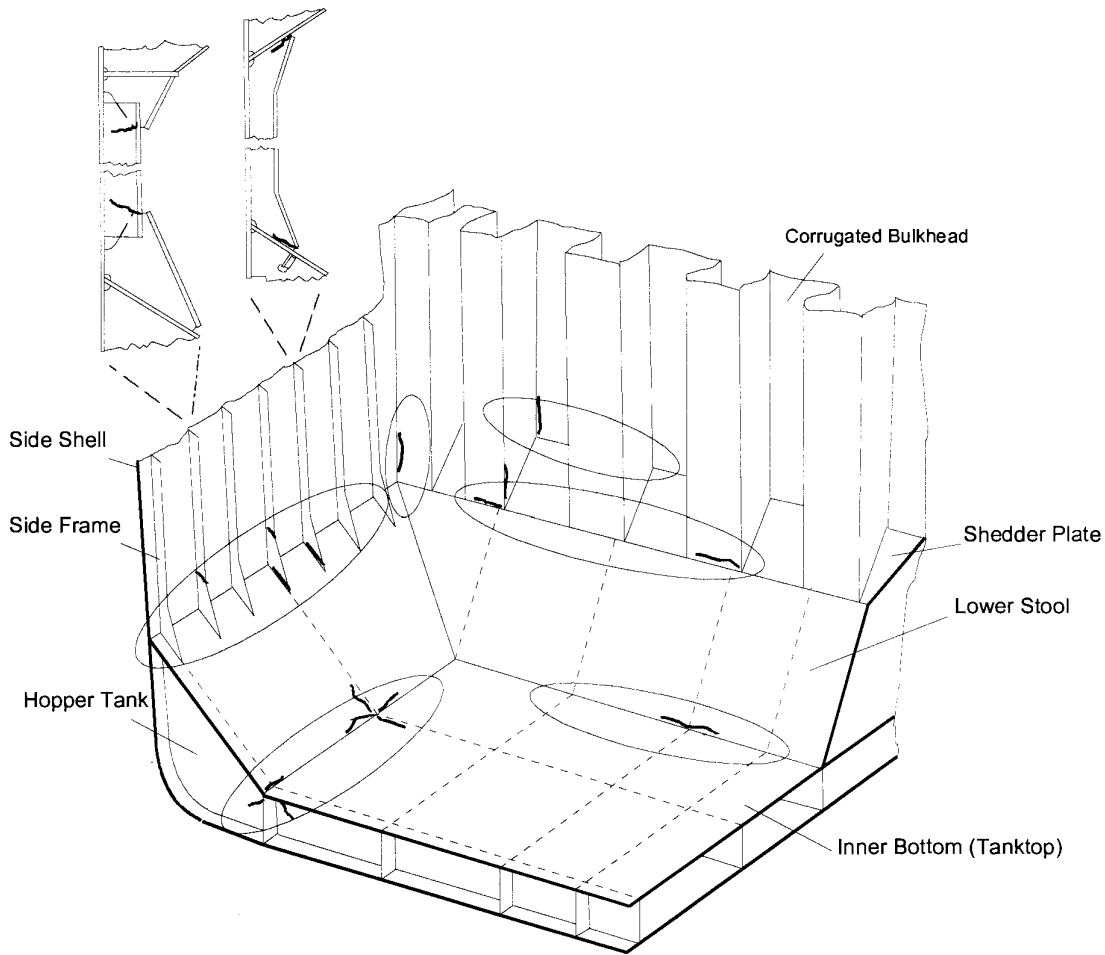 Corrugated Bulkhead
Side Shell
Side Frame
Shedder Plate
Lower Stool
Hopper Tank
Inner Bottom (Tanktop)